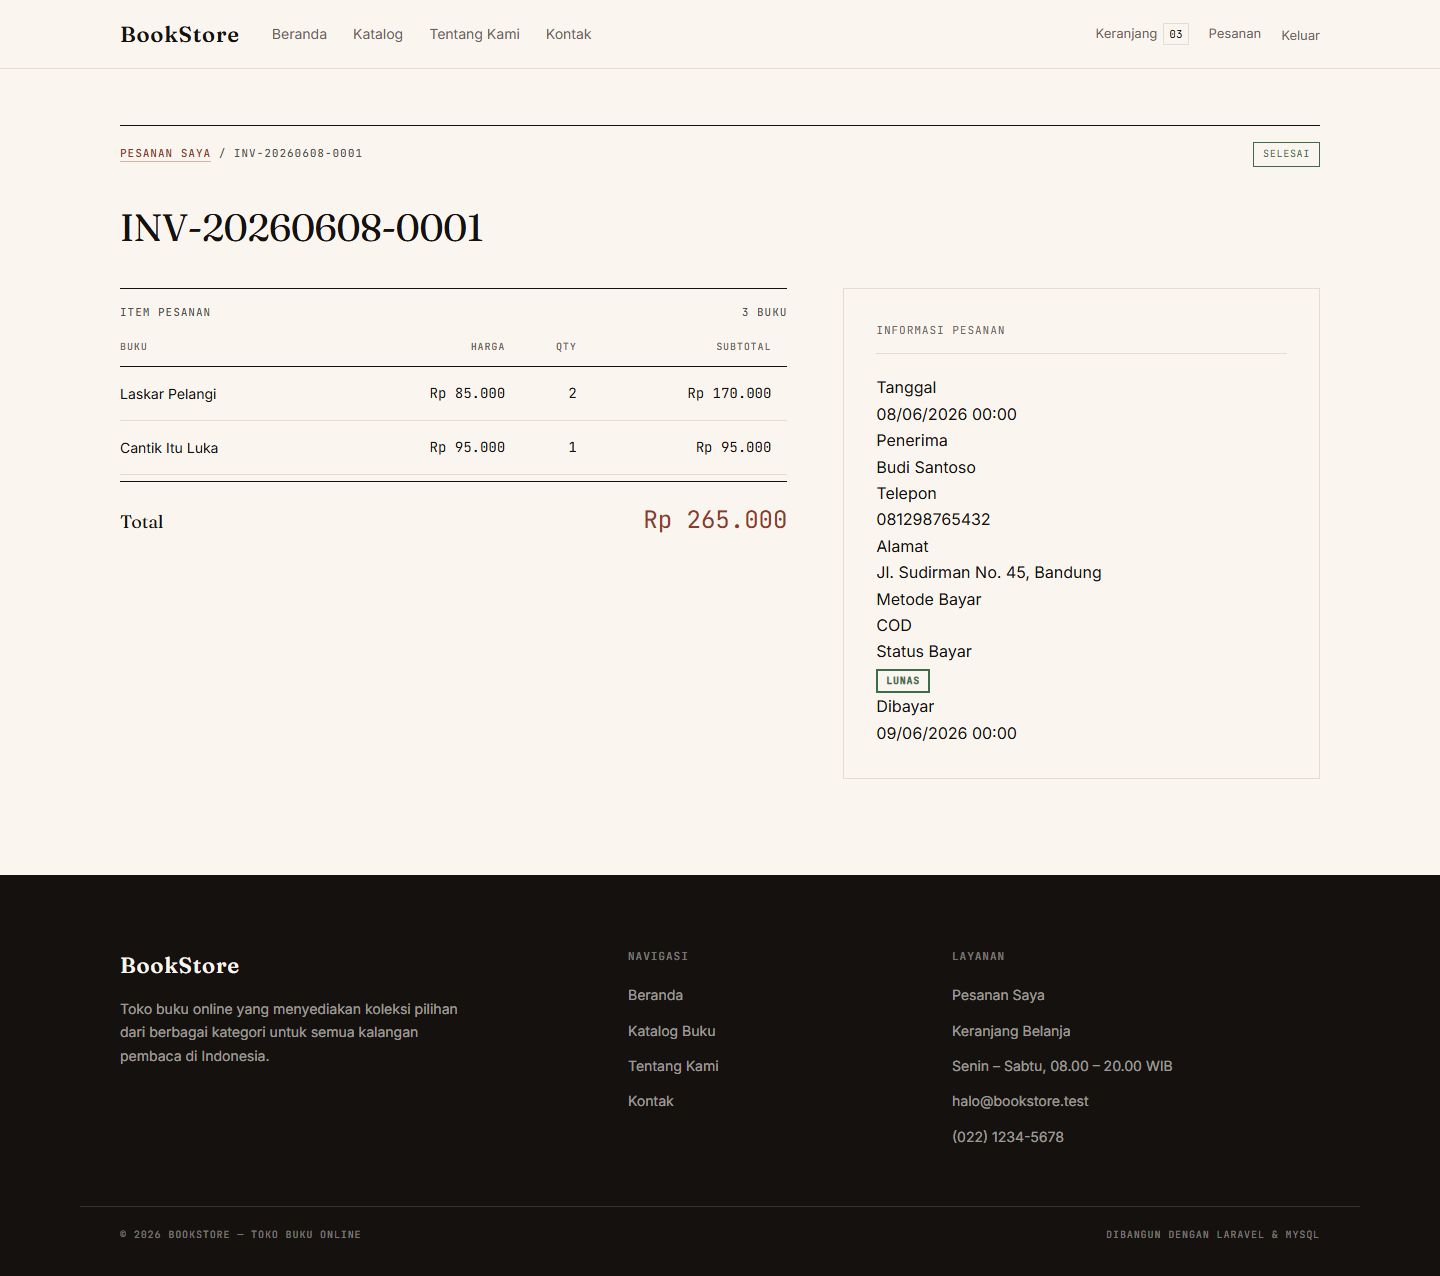 BookStore Beranda Katalog Tentang Kami Kontak Keranjang 03 Pesanan Keluar
PESANAN SAYA / INV-20260608-0001 SELESAI
INV-20260608-0001
ITEM PESANAN 3 BUKU
BUKU HARGA QTY SUBTOTAL
Laskar Pelangi Rp 85.000 2 Rp 170.000
Cantik Itu Luka Rp 95.000 1 Rp 95.000
Total Rp 265.000
INFORMASI PESANAN
Tanggal
08/06/2026 00:00
Penerima
Budi Santoso
Telepon
081298765432
Alamat
Jl. Sudirman No. 45, Bandung
Metode Bayar
COD
Status Bayar
LUNAS
Dibayar
09/06/2026 00:00
BookStore
Toko buku online yang menyediakan koleksi pilihan
dari berbagai kategori untuk semua kalangan
pembaca di Indonesia.
NAVIGASI
Beranda
Katalog Buku
Tentang Kami
Kontak
LAYANAN
Pesanan Saya
Keranjang Belanja
Senin – Sabtu, 08.00 – 20.00 WIB
halo@bookstore.test
(022) 1234-5678
© 2026 BOOKSTORE — TOKO BUKU ONLINE DIBANGUN DENGAN LARAVEL & MYSQL